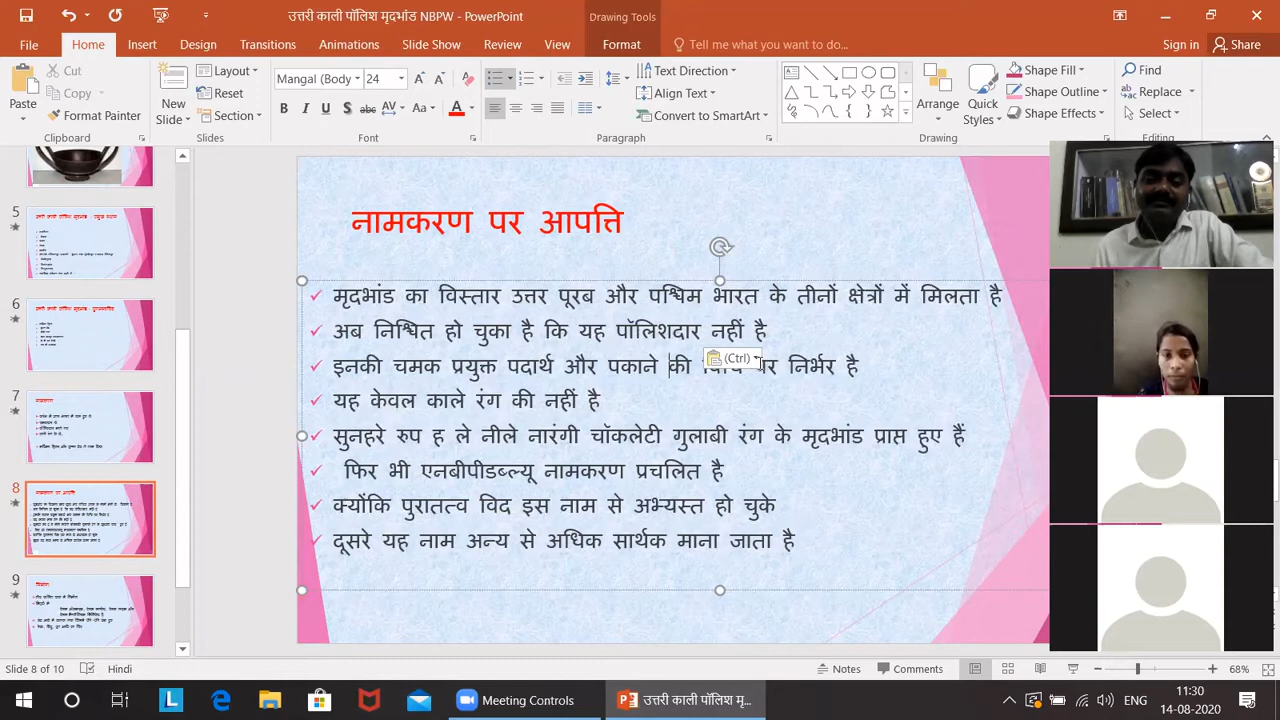 उत्तरी काली पॉलिश मृदभांड NBPW - PowerPoint
Drawing Tools
File Home Insert Design Transitions Animations Slide Show Review View Format Tell me what you want to do... Sign in Share
Paste Cut Copy Format Painter
Clipboard
New Slide Layout Reset Section
Slides
Mangal (Body 24
B I U S abc AV Aa A
Font
Text Direction Align Text Convert to SmartArt
Paragraph
Arrange Quick Styles Shape Fill Shape Outline Shape Effects
Drawing
Find Replace Select
Editing
5
6
7
8
9
नामकरण पर आपत्ति
मृदभांड का विस्तार उत्तर पूरब और पश्चिम भारत के तीनों क्षेत्रों में मिलता है
अब निश्चित हो चुका है कि यह पॉलिशदार नहीं है
इनकी चमक प्रयुक्त पदार्थ और पकाने की पर निर्भर है
(Ctrl)
यह केवल काले रंग की नहीं है
सुनहरे रुप ह ले नीले नारंगी चॉकलेटी गुलाबी रंग के मृदभांड प्राप्त हुए हैं
फिर भी एनबीपीडब्ल्यू नामकरण प्रचलित है
क्योंकि पुरातत्व विद इस नाम से अभ्यस्त हो चुके
दूसरे यह नाम अन्य से अधिक सार्थक माना जाता है
Slide 8 of 10 Hindi Notes Comments 68%
Meeting Controls उत्तरी काली पॉलिश मृ... ENG 11:30
14-08-2020